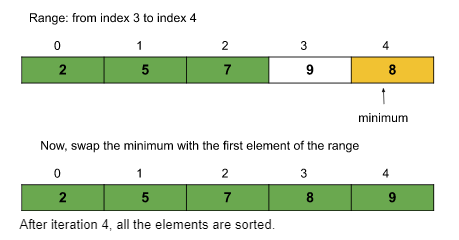 Range: from index 3 to index 4
0 1 2 3 4
2 5 7 9 8
minimum
Now, swap the minimum with the first element of the range
0 1 2 3 4
2 5 7 8 9
After iteration 4, all the elements are sorted.